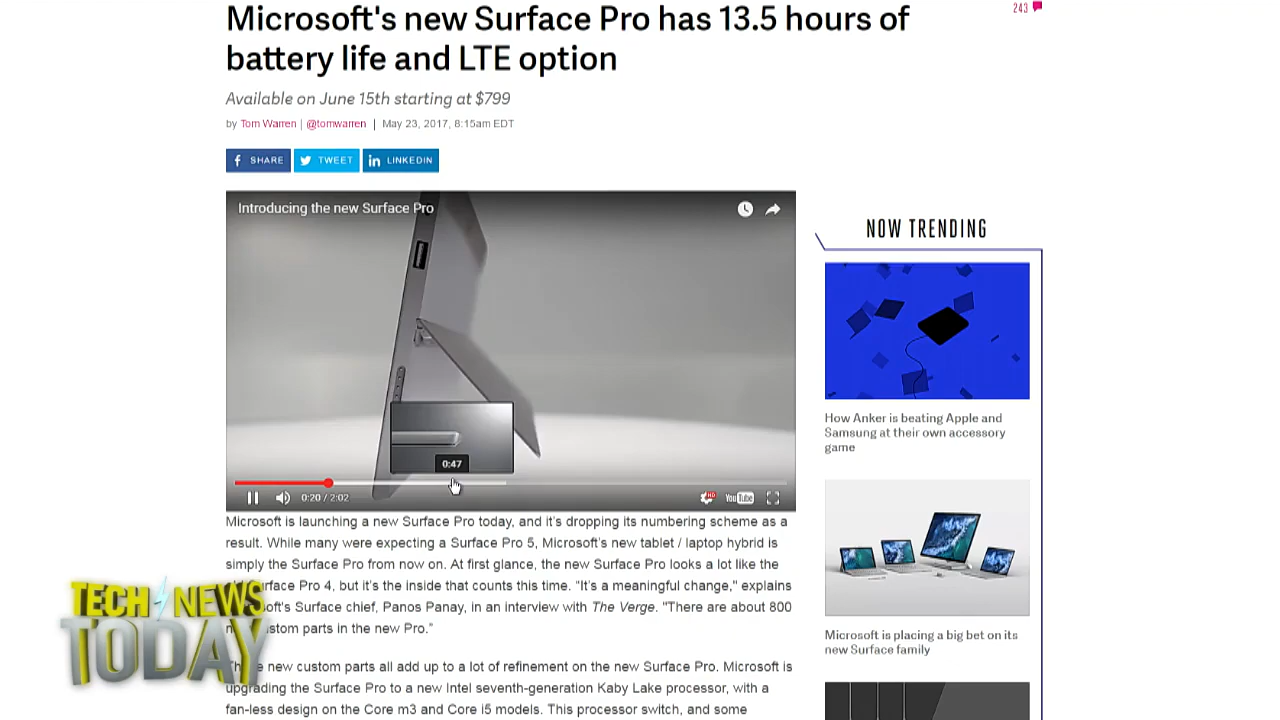 Microsoft's new Surface Pro has 13.5 hours of
battery life and LTE option
243
Available on June 15th starting at $799
by Tom Warren | @tomwarren | May 23, 2017, 8:15am EDT
SHARE
TWEET
LINKEDIN
Introducing the new Surface Pro
0:47
0:20 / 2:02
HD
YouTube
Microsoft is launching a new Surface Pro today, and it's dropping its numbering scheme as a
result. While many were expecting a Surface Pro 5, Microsoft's new tablet / laptop hybrid is
simply the Surface Pro from now on. At first glance, the new Surface Pro looks a lot like the
Surface Pro 4, but it's the inside that counts this time. "It's a meaningful change," explains
Surface chief, Panos Panay, in an interview with The Verge. "There are about 800
in the new Pro."
new custom parts all add up to a lot of refinement on the new Surface Pro. Microsoft is
upgrading the Surface Pro to a new Intel seventh-generation Kaby Lake processor, with a
fan-less design on the Core m3 and Core i5 models. This processor switch, and some
NOW TRENDING
How Anker is beating Apple and
Samsung at their own accessory
game
Microsoft is placing a big bet on its
new Surface family
TECH NEWS
TODAY